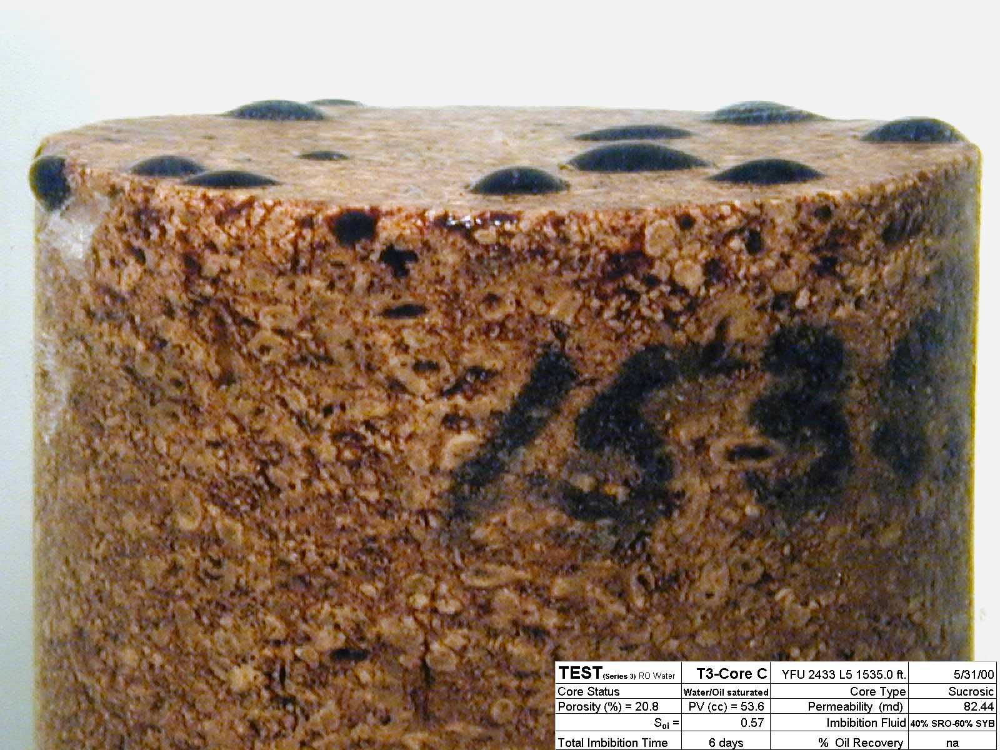 153
TEST(Series 3) RO Water T3-Core C YFU 2433 L5 1535.0 ft. 5/31/00
Core Status Water/Oil saturated Core Type Sucrosic
Porosity (%) = 20.8 PV (cc) = 53.6 Permeability (md) 82.44
Soi = 0.57 Imbibition Fluid 40% SRO-60% SYB
Total Imbibition Time 6 days % Oil Recovery na